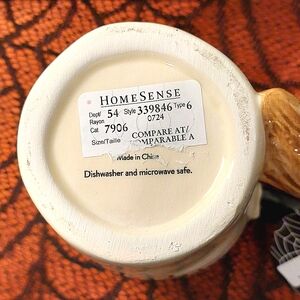 HOMESENSE
Dept/ 54 Style 339846 Type 6
Rayon 0724
Cat. 7906
COMPARE AT/
Size/Taille COMPARABLE A
Made in China
Dishwasher and microwave safe.